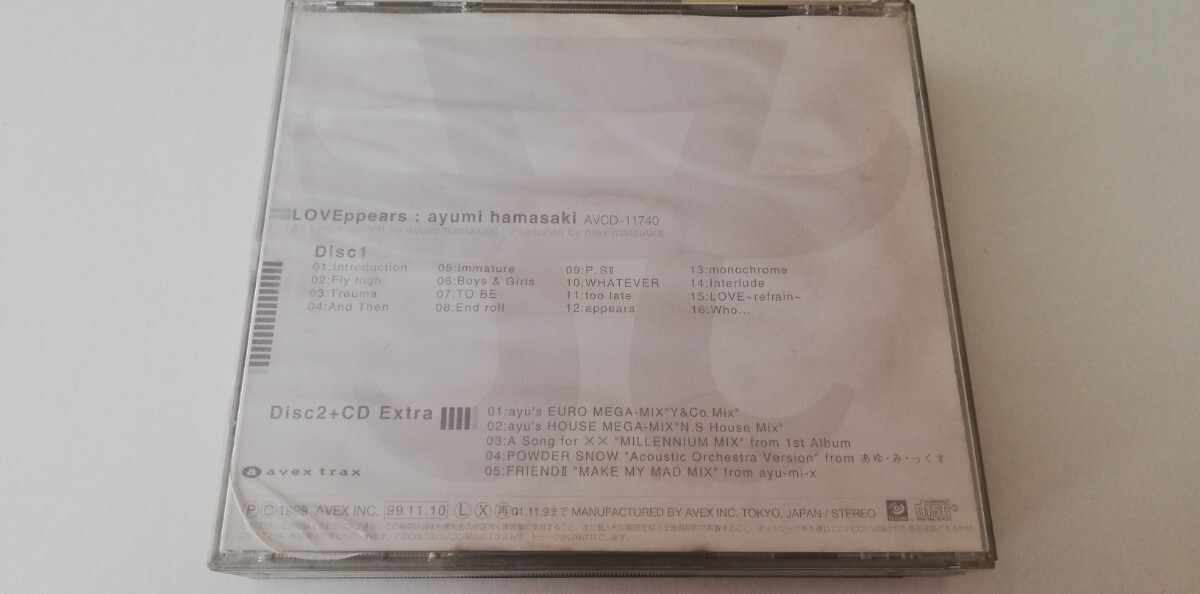 LOVEppears : ayumi hamasaki AVCD-11740
All Lyrics written by ayumi hamasaki . Produced by max matsuura
Disc1
01:Introduction
02:Fly high
03:Trauma
04:And Then
05:immature
06:Boys & Girls
07:TO BE
08:End roll
09:P.SⅡ
10:WHATEVER
11:too late
12:appears
13:monochrome
14:Interlude
15:LOVE~refrain~
16:Who...
Disc2+CD Extra
01:ayu's EURO MEGA-MIX"Y&Co. Mix"
02:ayu's HOUSE MEGA-MIX"N.S House Mix"
03:A Song for ×× "MILLENNIUM MIX" from 1st Album
04:POWDER SNOW "Acoustic Orchestra Version" from あゆ・み・っくす
05:FRIENDⅡ "MAKE MY MAD MIX" from ayu-mi-x
avex trax
Ⓟ Ⓒ 1999 AVEX INC. 99.11.10 Ⓛ Ⓧ 再 01.11.9まで MANUFACTURED BY AVEX INC. TOKYO, JAPAN / STEREO